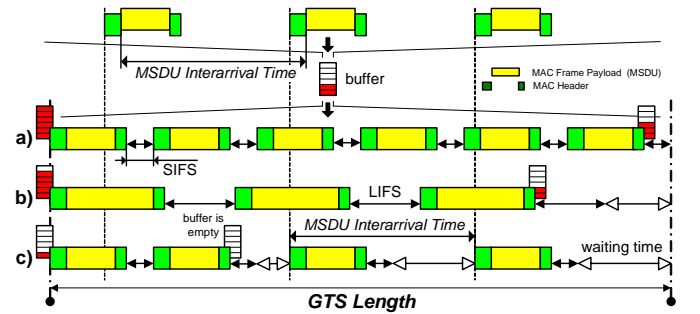 MSDU Interarrival Time
buffer
MAC Frame Payload (MSDU)
MAC Header
a)
SIFS
b)
LIFS
buffer is
empty
MSDU Interarrival Time
c)
waiting time
GTS Length